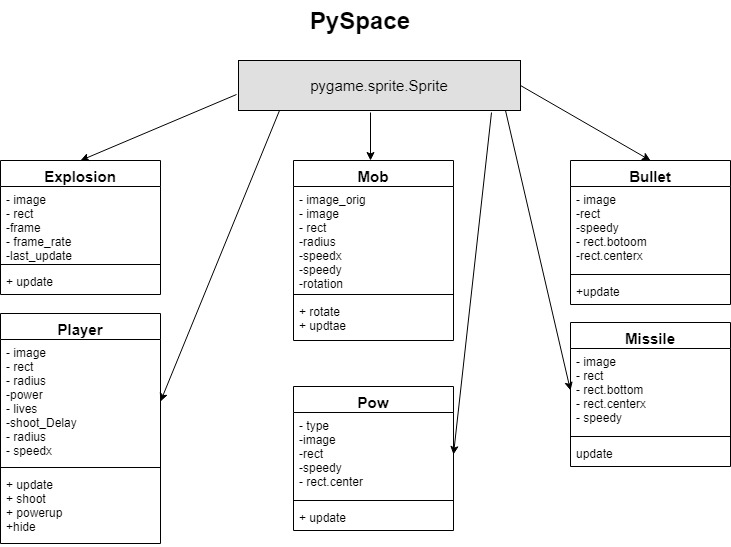 PySpace
pygame.sprite.Sprite
Explosion
- image
- rect
-frame
- frame_rate
-last_update
+ update
Player
- image
- rect
- radius
-power
- lives
-shoot_Delay
- radius
- speedx
+ update
+ shoot
+ powerup
+hide
Mob
- image_orig
- image
- rect
-radius
-speedx
-speedy
-rotation
+ rotate
+ updtae
Pow
- type
-image
-rect
-speedy
- rect.center
+ update
Bullet
- image
-rect
-speedy
- rect.botoom
-rect.centerx
+update
Missile
- image
- rect
- rect.bottom
- rect.centerx
- speedy
update